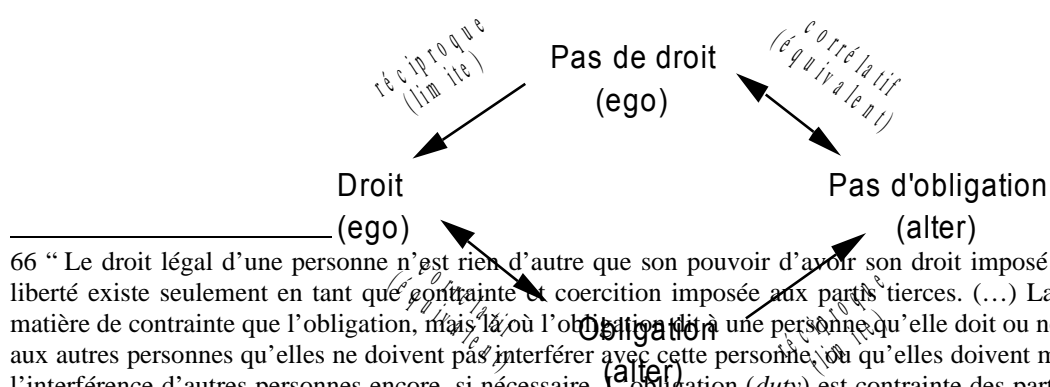 réciproque
(limite)
Pas de droit
(ego)
corrélatif
(équivalent)
Droit
(ego)
Pas d'obligation
(alter)
66 “ Le droit légal d’une personne n’est rien d’autre que son pouvoir d’avoir son droit imposé
liberté existe seulement en tant que contrainte et coercition imposée aux partis tierces. (…) La
matière de contrainte que l’obligation, mais là où l’obligation dit à une personne qu’elle doit ou n
aux autres personnes qu’elles ne doivent pas interférer avec cette personne, ou qu’elles doivent m
l’interférence d’autres personnes encore, si nécessaire. L’obligation (duty) est contrainte des part
corrélatif
(équivalent)
Obligation
(alter)
réciproque
(limite)